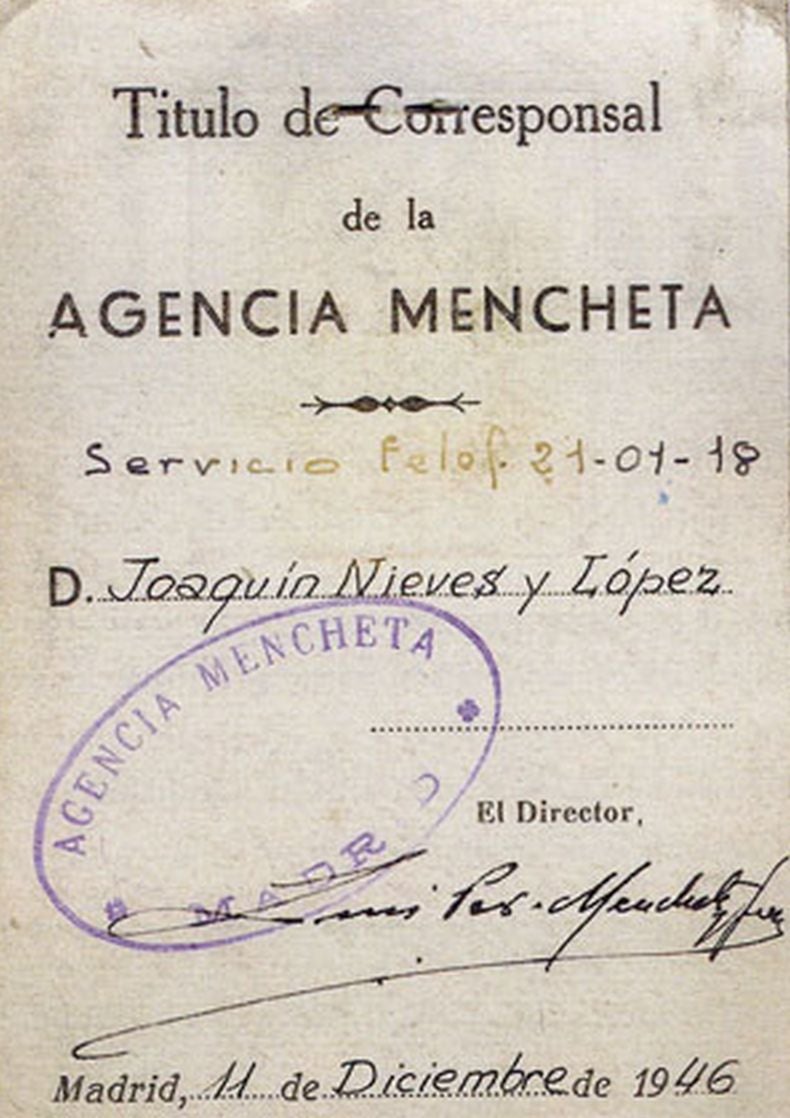 Titulo de Corresponsal
de la
AGENCIA MENCHETA
Servicio Telef. 21-01-18
D. Joaquín Nieves y López
AGENCIA MENCHETA
MADRID
El Director,
Madrid, 11 de Diciembre de 1946